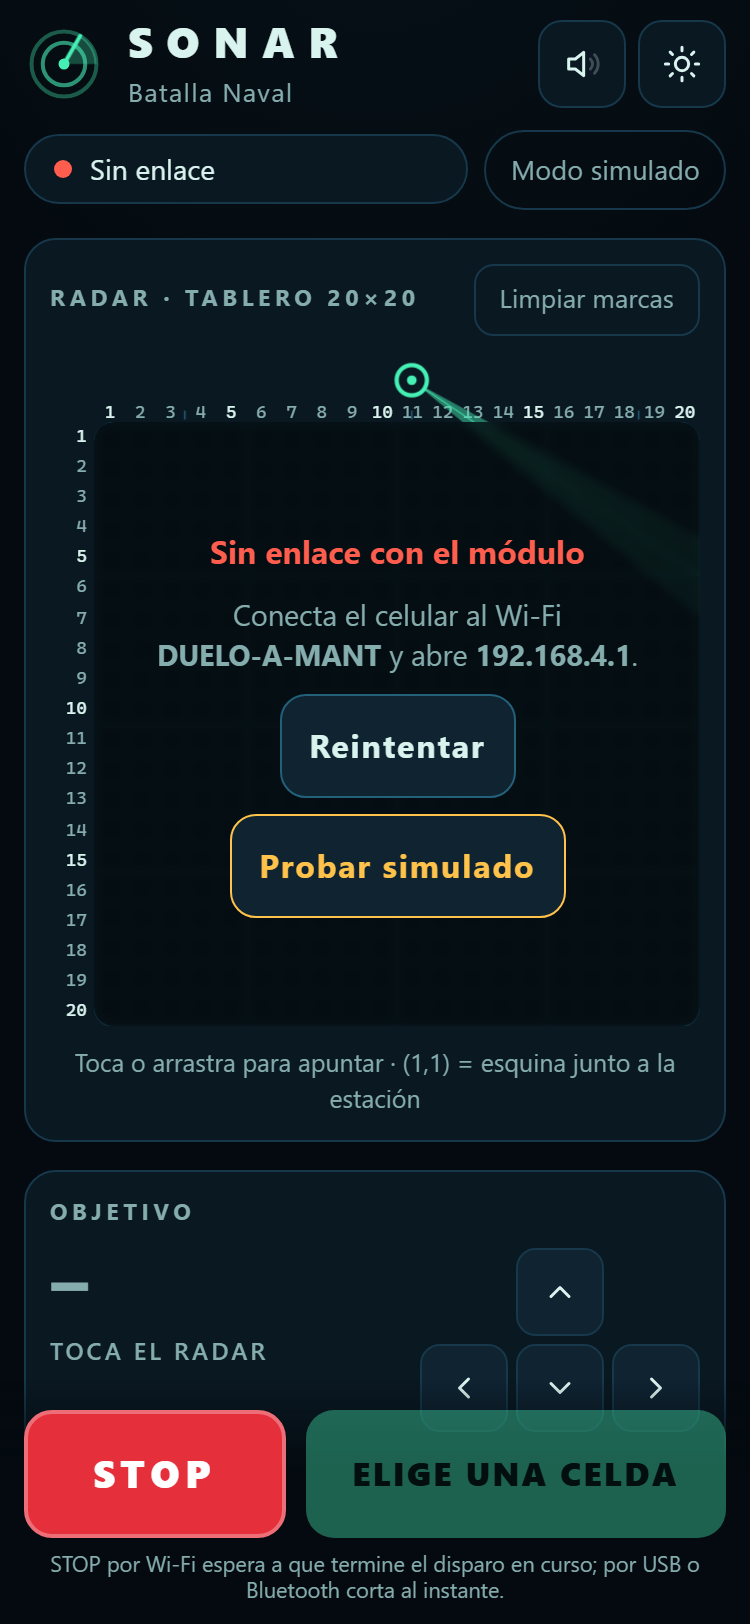 SONAR
Batalla Naval
Sin enlace
Modo simulado
RADAR · TABLERO 20×20
Limpiar marcas
1 2 3 4 5 6 7 8 9 10 11 12 13 14 15 16 17 18 19 20
1
2
3
4
5
6
7
8
9
10
11
12
13
14
15
16
17
18
19
20
Sin enlace con el módulo
Conecta el celular al Wi-Fi
DUELO-A-MANT y abre 192.168.4.1.
Reintentar
Probar simulado
Toca o arrastra para apuntar · (1,1) = esquina junto a la
estación
OBJETIVO
—
TOCA EL RADAR
STOP
ELIGE UNA CELDA
STOP por Wi-Fi espera a que termine el disparo en curso; por USB o
Bluetooth corta al instante.